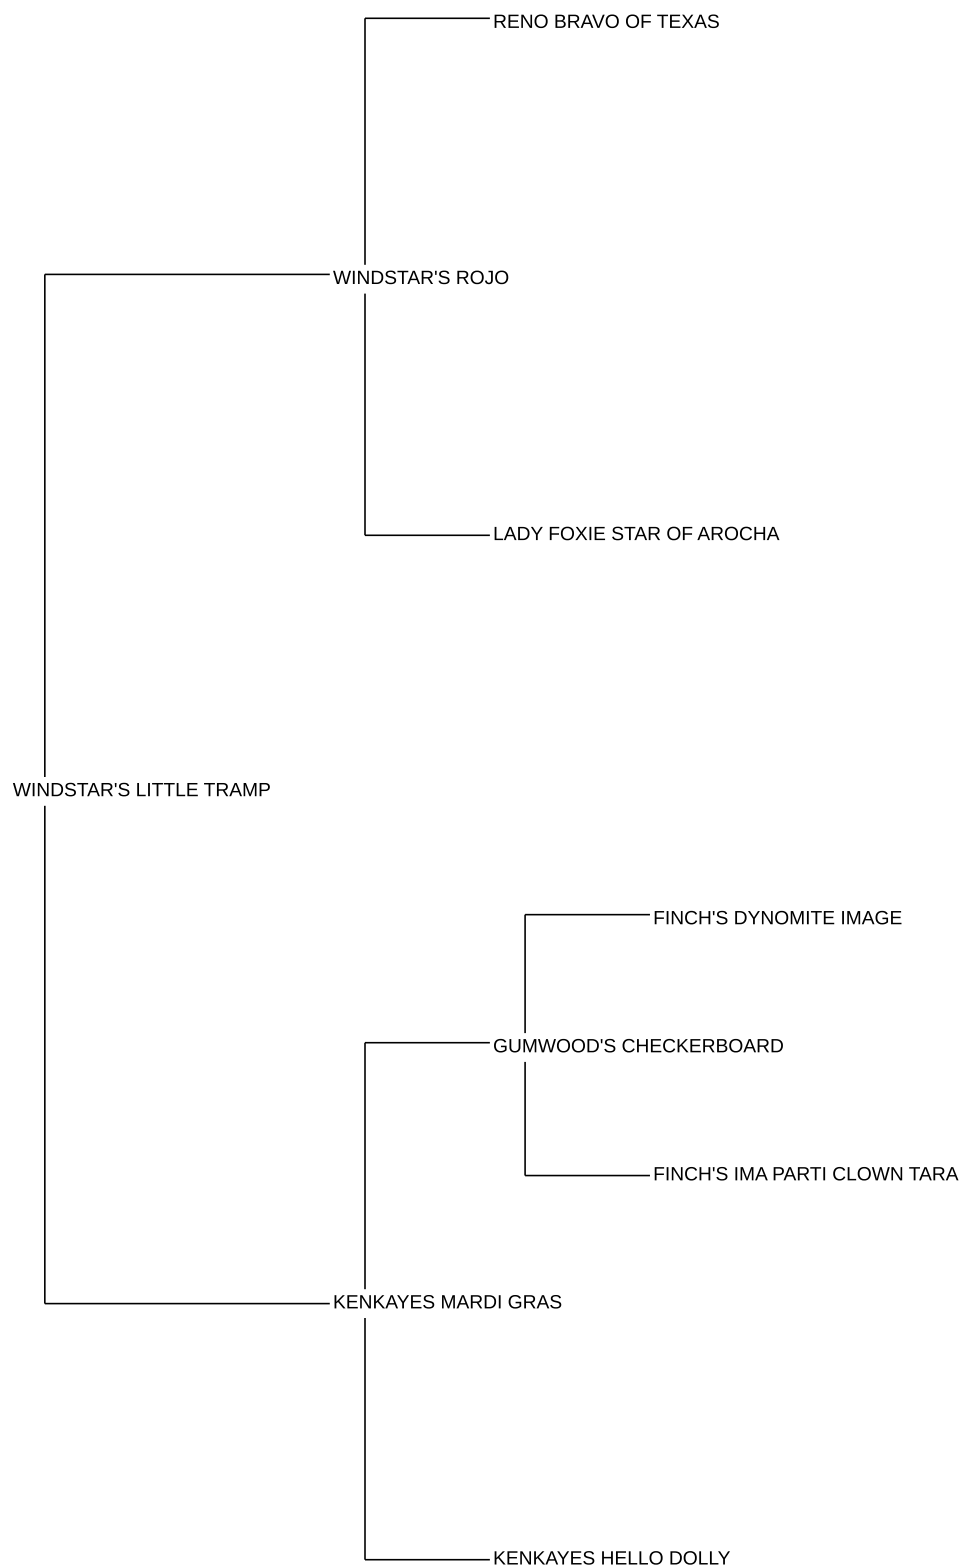 RENO BRAVO OF TEXAS
WINDSTAR'S ROJO
LADY FOXIE STAR OF AROCHA
WINDSTAR'S LITTLE TRAMP
FINCH'S DYNOMITE IMAGE
GUMWOOD'S CHECKERBOARD
FINCH'S IMA PARTI CLOWN TARA
KENKAYES MARDI GRAS
KENKAYES HELLO DOLLY